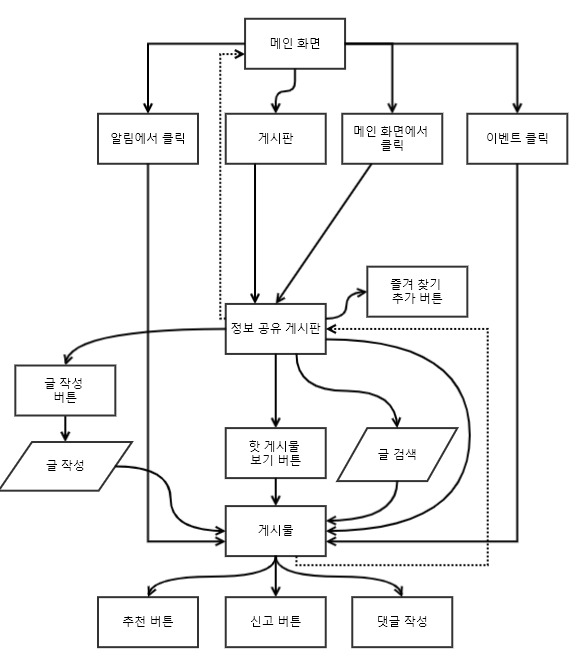 메인 화면
알림에서 클릭
게시판
메인 화면에서
클릭
이벤트 클릭
즐겨 찾기
추가 버튼
정보 공유 게시판
글 작성
버튼
글 작성
핫 게시물
보기 버튼
글 검색
게시물
추천 버튼
신고 버튼
댓글 작성